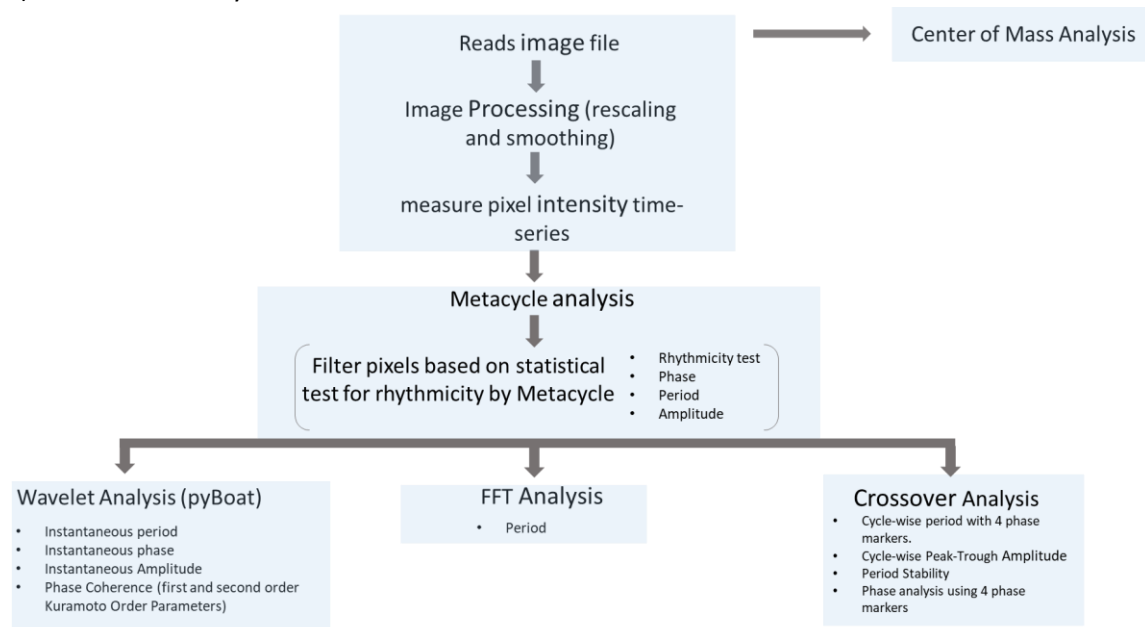 Reads image file
Center of Mass Analysis
Image Processing (rescaling
and smoothing)
measure pixel intensity time-
series
Metacycle analysis
Filter pixels based on statistical
test for rhythmicity by Metacycle
• Rhythmicity test
• Phase
• Period
• Amplitude
Wavelet Analysis (pyBoat)
• Instantaneous period
• Instantaneous phase
• Instantaneous Amplitude
• Phase Coherence (first and second order
Kuramoto Order Parameters)
FFT Analysis
• Period
Crossover Analysis
• Cycle-wise period with 4 phase
markers.
• Cycle-wise Peak-Trough Amplitude
• Period Stability
• Phase analysis using 4 phase
markers